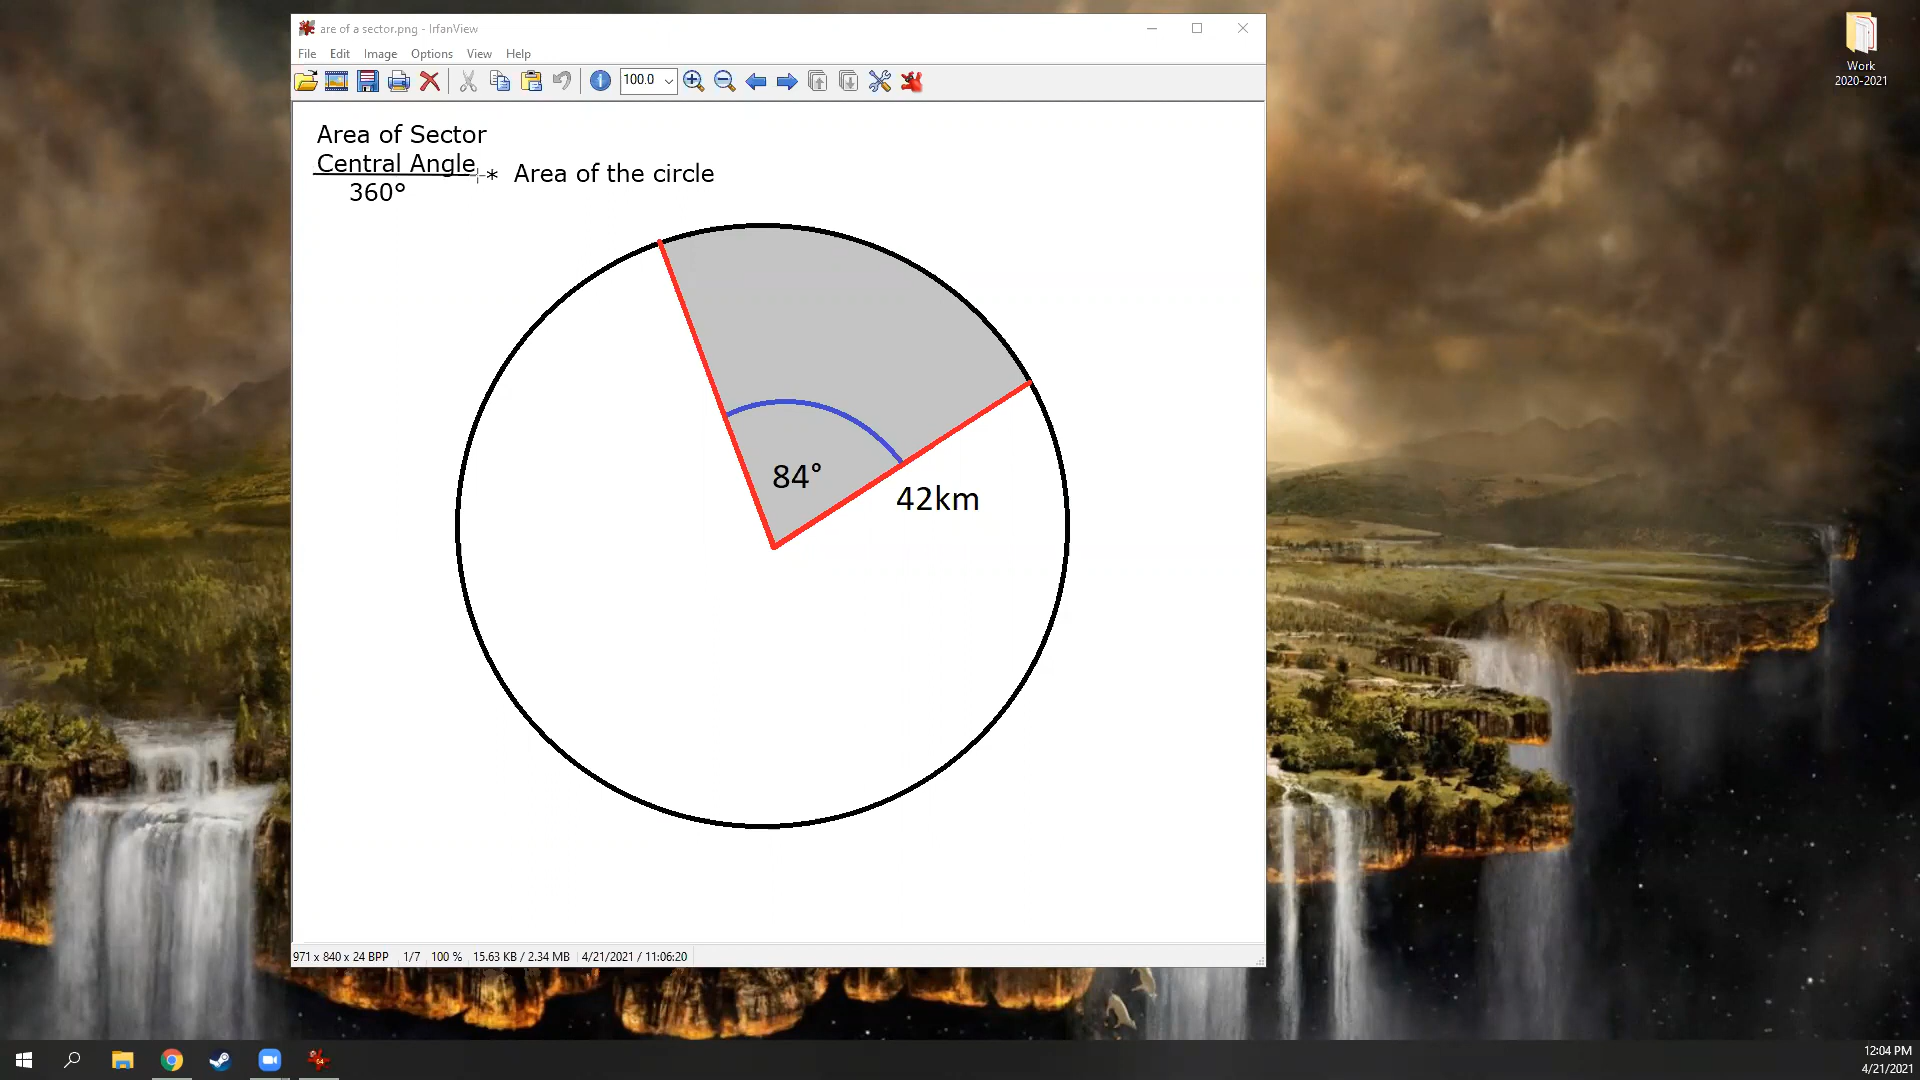 are of a sector.png - IrfanView
File Edit Image Options View Help
100.0
Area of Sector
Central Angle
* Area of the circle
360°
84°
42km
971 x 840 x 24 BPP 1/7 100 % 15.63 KB / 2.34 MB 4/21/2021 / 11:06:20
Work
2020-2021
12:04 PM
4/21/2021